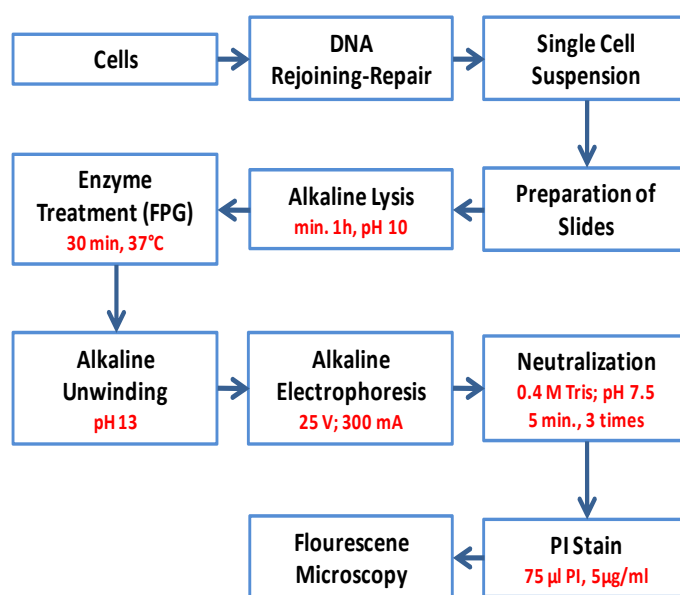 Cells
DNA
Rejoining-Repair
Single Cell
Suspension
Preparation of
Slides
Alkaline Lysis
min. 1h, pH 10
Enzyme
Treatment (FPG)
30 min, 37°C
Alkaline
Unwinding
pH 13
Alkaline
Electrophoresis
25 V; 300 mA
Neutralization
0.4 M Tris; pH 7.5
5 min., 3 times
PI Stain
75 µl PI, 5µg/ml
Flourescene
Microscopy